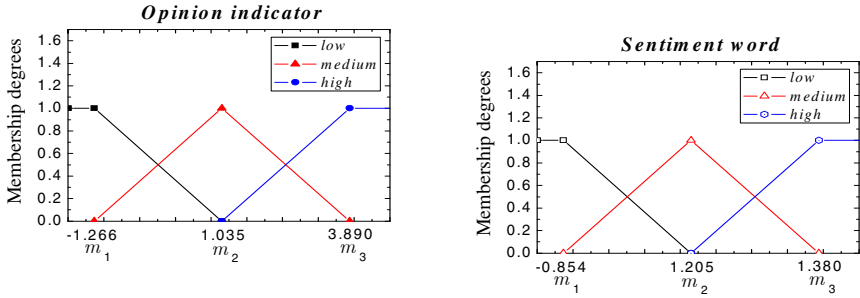 Opinion indicator
Membership degrees
1.6
1.4
1.2
1.0
0.8
0.6
0.4
0.2
0.0
low
medium
high
-1.266 1.035 3.890
m1 m2 m3
Sentiment word
Membership degrees
1.6
1.4
1.2
1.0
0.8
0.6
0.4
0.2
0.0
low
medium
high
-0.854 1.205 1.380
m1 m2 m3